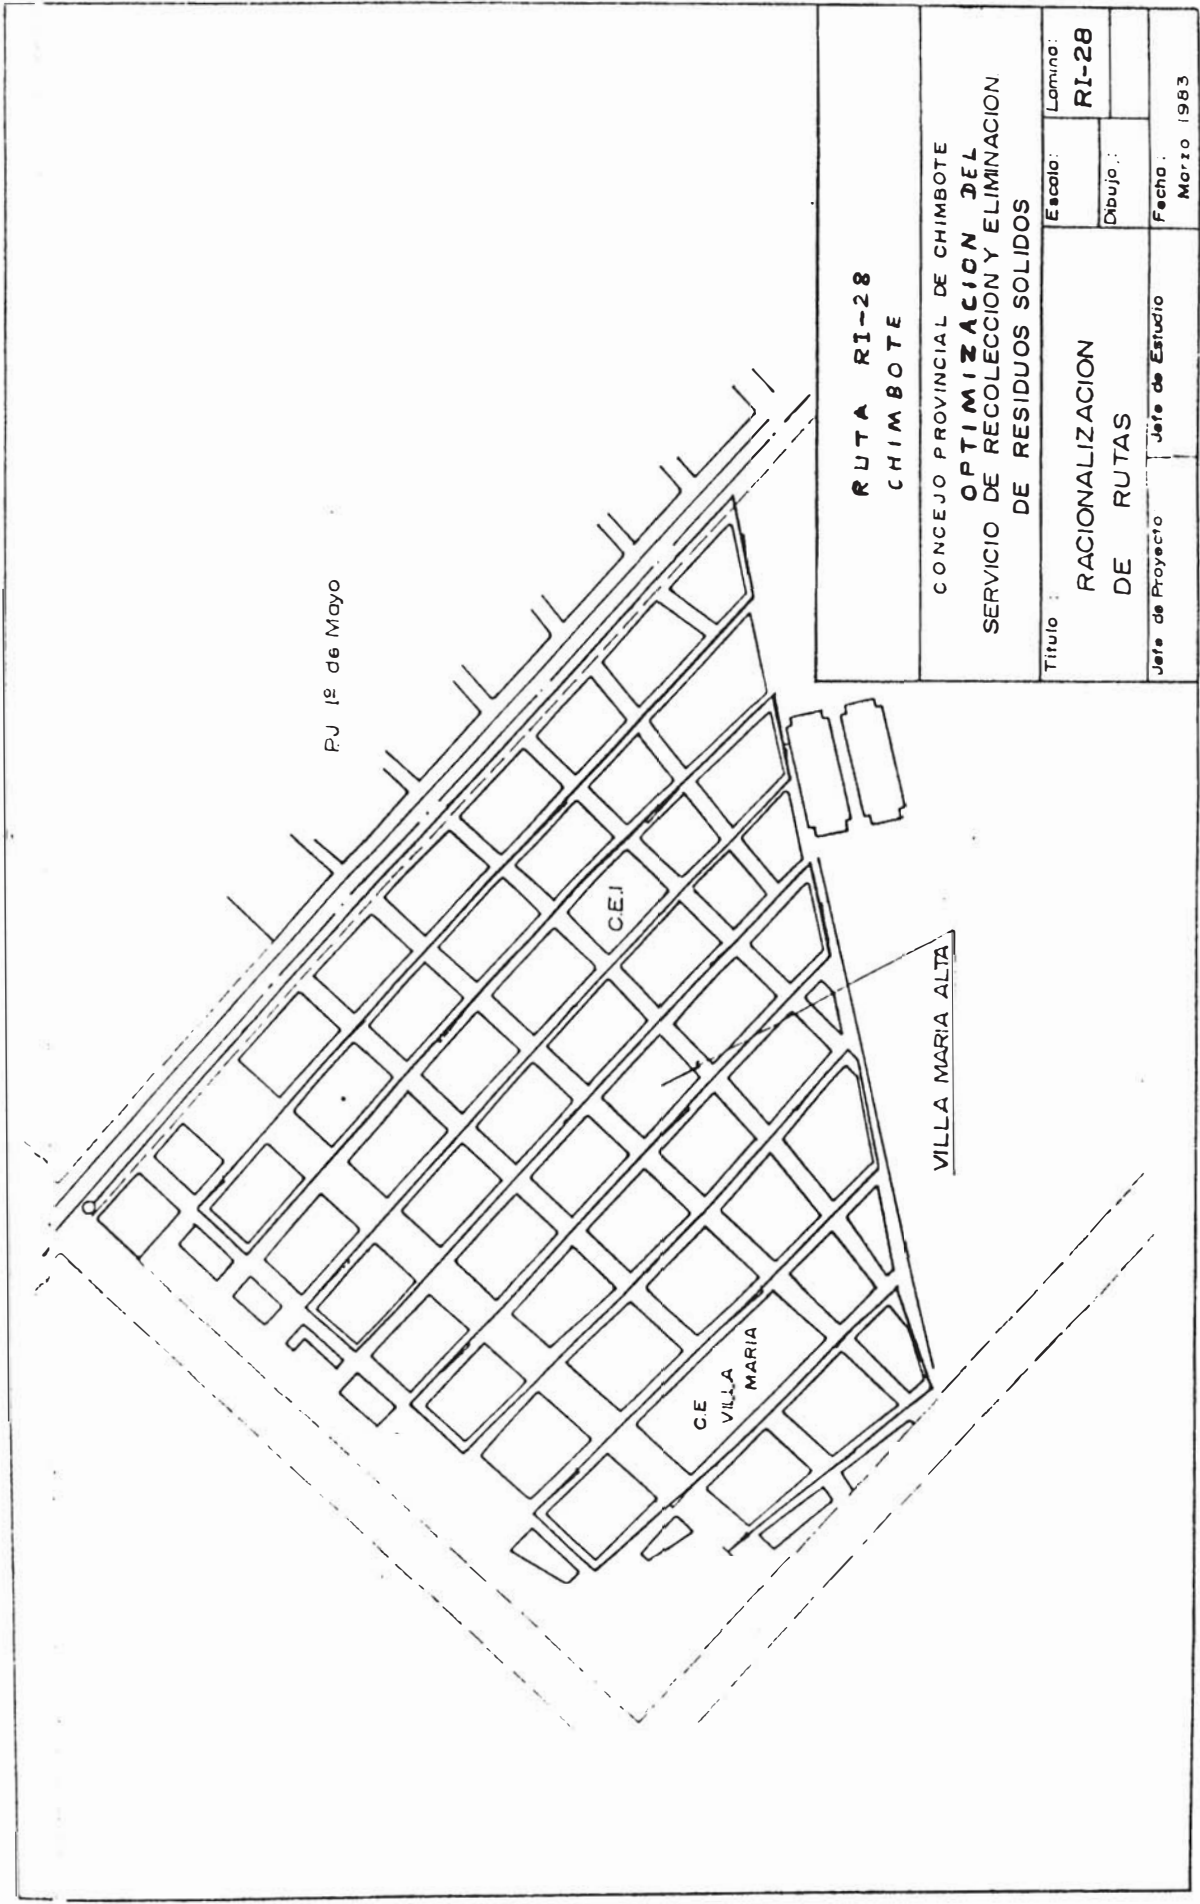 P.J 1º de Mayo
C.E.I
C.E
VILLA
MARIA
VILLA MARIA ALTA
RUTA RI-28
CHIMBOTE
CONCEJO PROVINCIAL DE CHIMBOTE
OPTIMIZACION DEL
SERVICIO DE RECOLECCION Y ELIMINACION
DE RESIDUOS SOLIDOS
Titulo :
RACIONALIZACION
DE RUTAS
Escala:
Lamina:
RI-28
Dibujo.:
Jefe de Proyecto
Jefe de Estudio
Fecha :
Marzo 1983